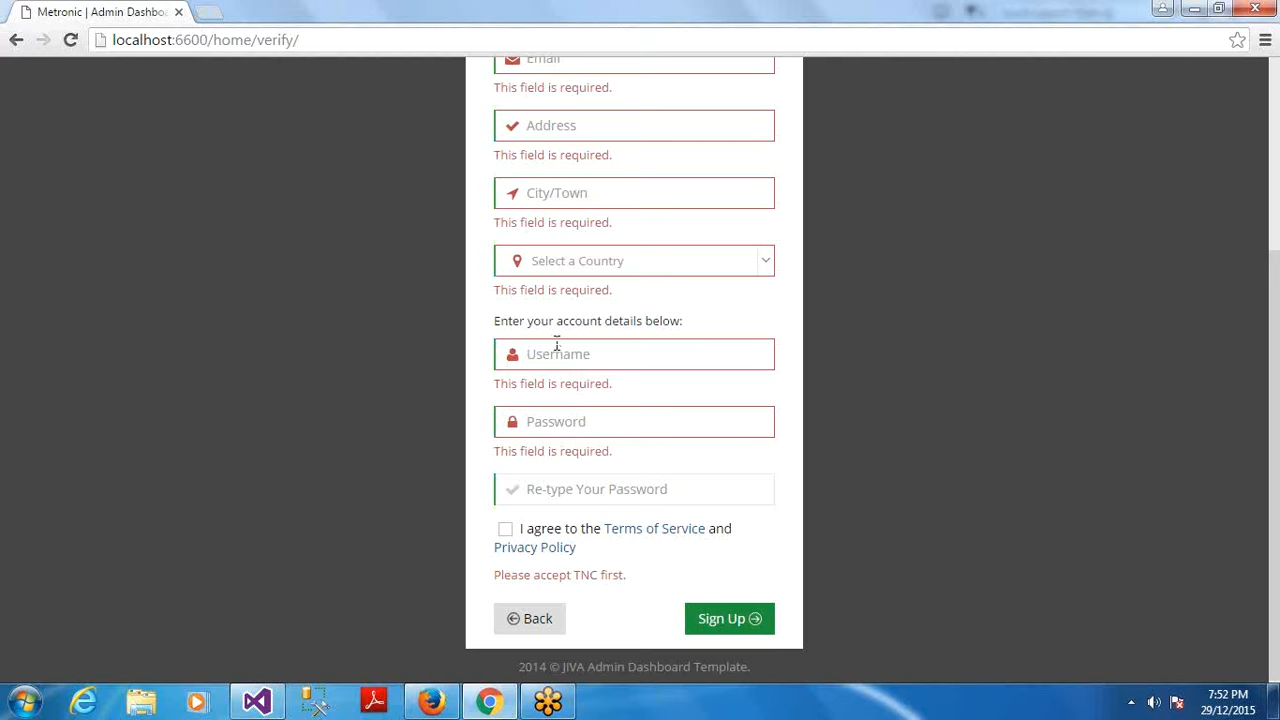 Metronic | Admin Dashbo
localhost:6600/home/verify/
Email
This field is required.
Address
This field is required.
City/Town
This field is required.
Select a Country
This field is required.
Enter your account details below:
Username
This field is required.
Password
This field is required.
Re-type Your Password
I agree to the Terms of Service and
Privacy Policy
Please accept TNC first.
Back
Sign Up
2014 © JIVA Admin Dashboard Template.
7:52 PM
29/12/2015